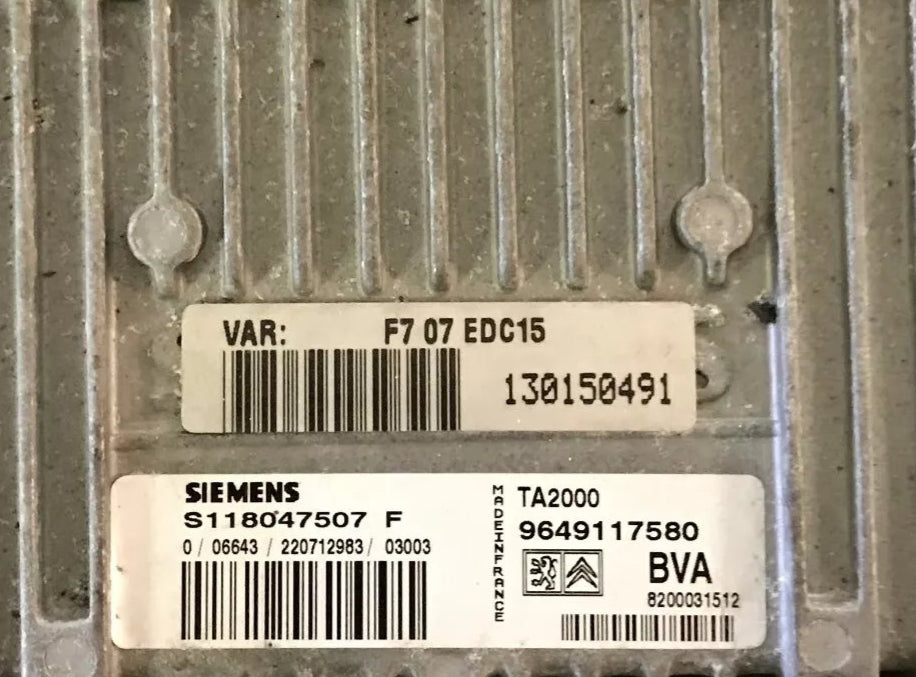 VAR: F7 07 EDC15
130150491
SIEMENS
S118047507 F
0 / 06643 / 220712983 / 03003
MADEINFRANCE
TA2000
9649117580
BVA
8200031512